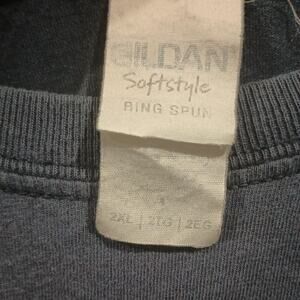 GILDAN
Softstyle
RING SPUN
2XL | 2TG | 2EG